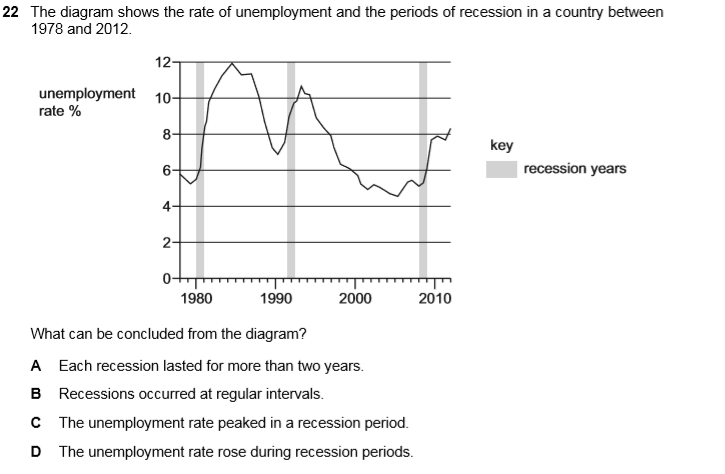 22 The diagram shows the rate of unemployment and the periods of recession in a country between
1978 and 2012.
unemployment
rate %
12
10
8
6
4
2
0
1980 1990 2000 2010
key
recession years
What can be concluded from the diagram?
A Each recession lasted for more than two years.
B Recessions occurred at regular intervals.
C The unemployment rate peaked in a recession period.
D The unemployment rate rose during recession periods.